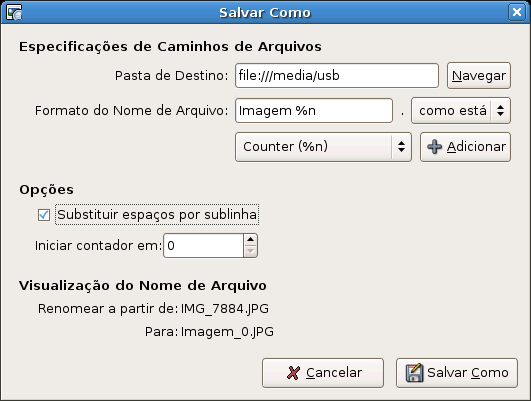 Salvar Como
Especificações de Caminhos de Arquivos
Pasta de Destino: file:///media/usb Navegar
Formato do Nome de Arquivo: Imagem %n . como está
Counter (%n) Adicionar
Opções
Substituir espaços por sublinha
Iniciar contador em: 0
Visualização do Nome de Arquivo
Renomear a partir de: IMG_7884.JPG
Para: Imagem_0.JPG
Cancelar Salvar Como